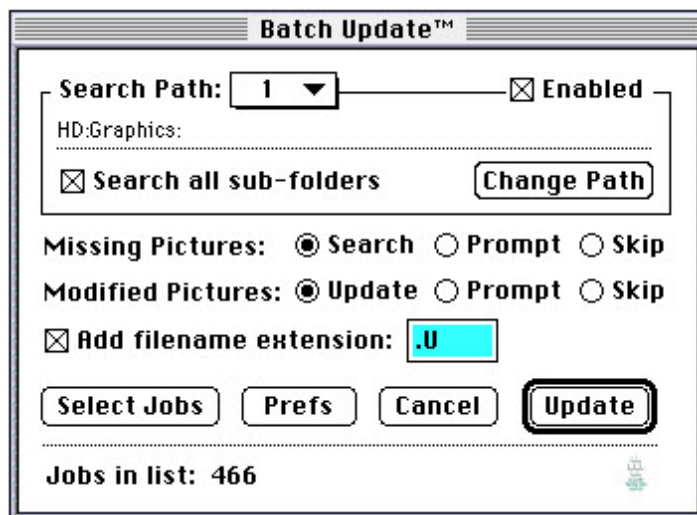 Batch Update™
Search Path: 1 Enabled
HD:Graphics:
Search all sub-folders Change Path
Missing Pictures: Search Prompt Skip
Modified Pictures: Update Prompt Skip
Add filename extension: .U
Select Jobs Prefs Cancel Update
Jobs in list: 466